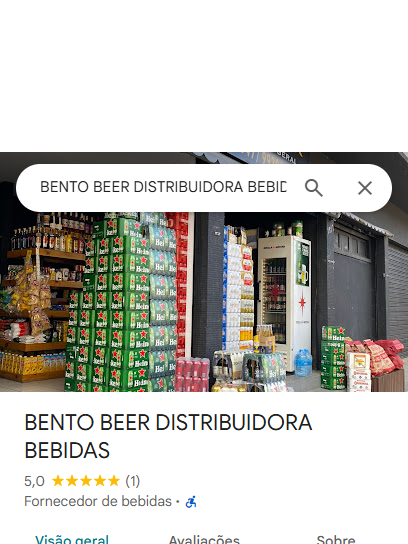 BENTO BEER DISTRIBUIDORA BEBID
BENTO BEER DISTRIBUIDORA
BEBIDAS
5,0 ★★★★★ (1)
Fornecedor de bebidas ·
Visão geral
Avaliações
Sobre